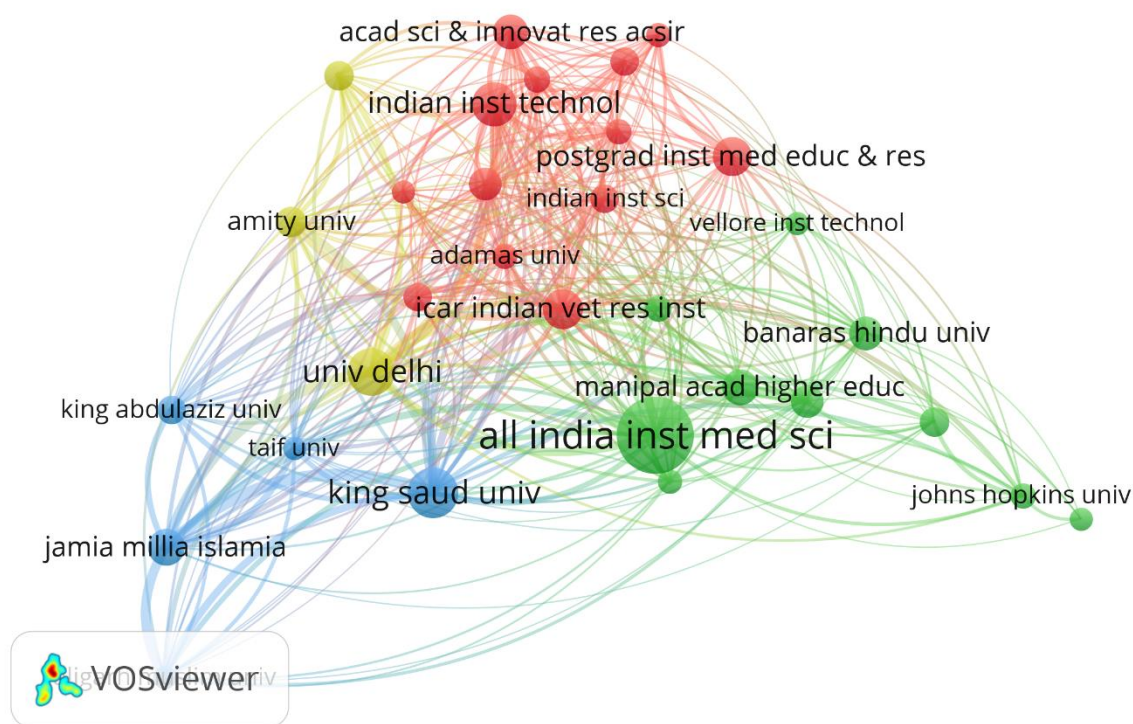 acad sci & innovat res acsir
indian inst technol
postgrad inst med educ & res
indian inst sci
amity univ
vellore inst technol
adamas univ
icar indian vet res inst
banaras hindu univ
univ delhi
manipal acad higher educ
king abdulaziz univ
all india inst med sci
taif univ
king saud univ
johns hopkins univ
jamia millia islamia
VOSviewer